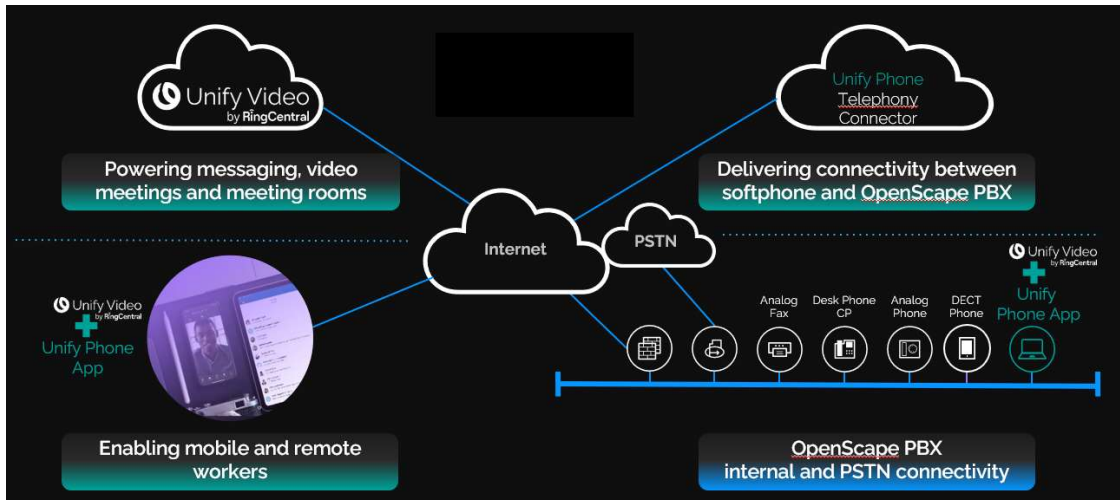 Unify Video
by RingCentral
Powering messaging, video
meetings and meeting rooms
Unify Phone
Telephony
Connector
Delivering connectivity between
softphone and OpenScape PBX
Internet
PSTN
Unify Video
by RingCentral
Unify Phone
App
Enabling mobile and remote
workers
Analog
Fax
Desk Phone
CP
Analog
Phone
DECT
Phone
Unify Video
by RingCentral
Unify
Phone App
OpenScape PBX
internal and PSTN connectivity